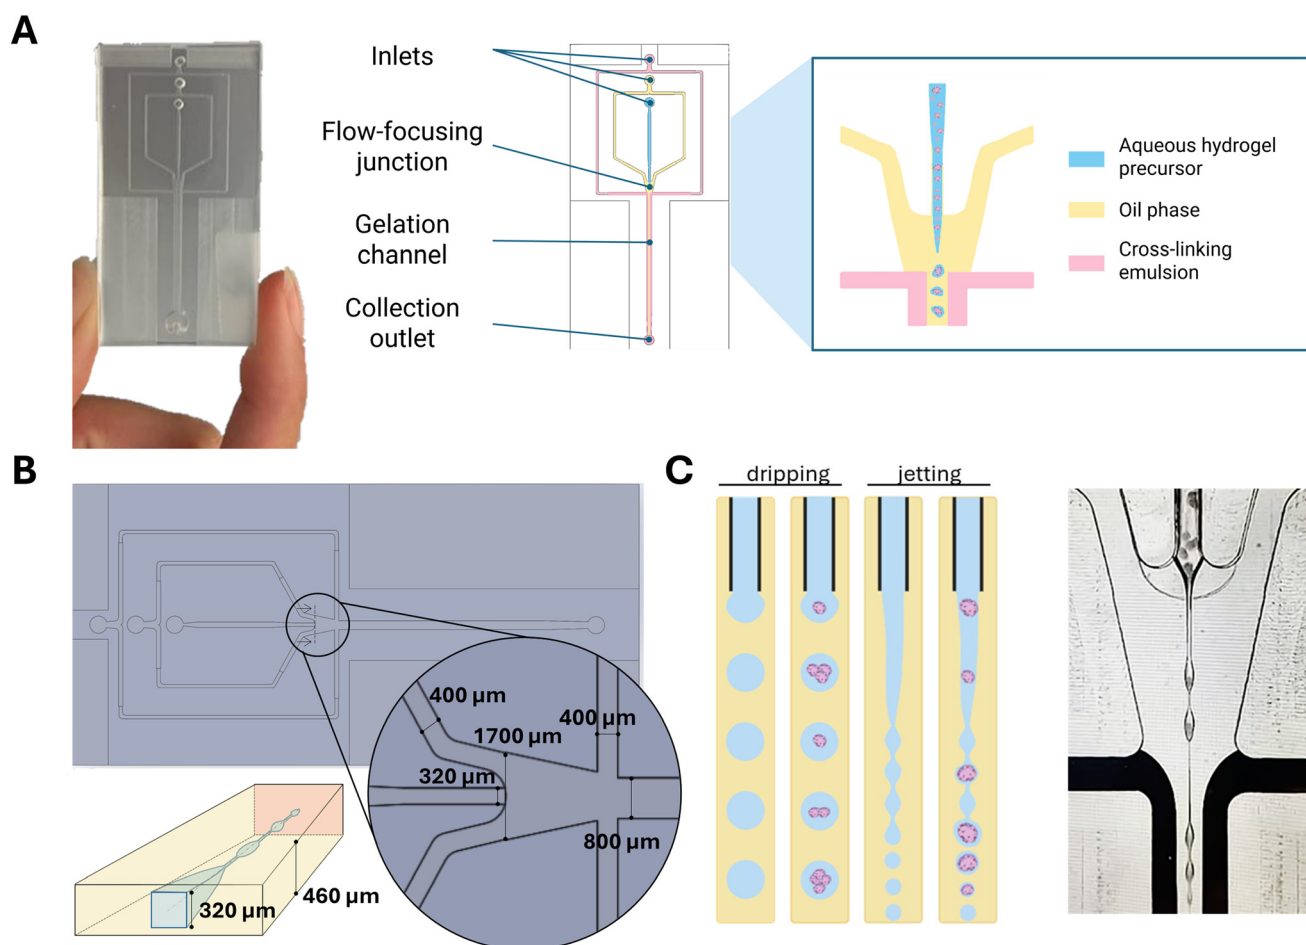 A
Inlets
Flow-focusing
junction
Gelation
channel
Collection
outlet
Aqueous hydrogel
precursor
Oil phase
Cross-linking
emulsion
B
400 µm
400 µm
1700 µm
320 µm
800 µm
460 µm
320 µm
C
dripping
jetting